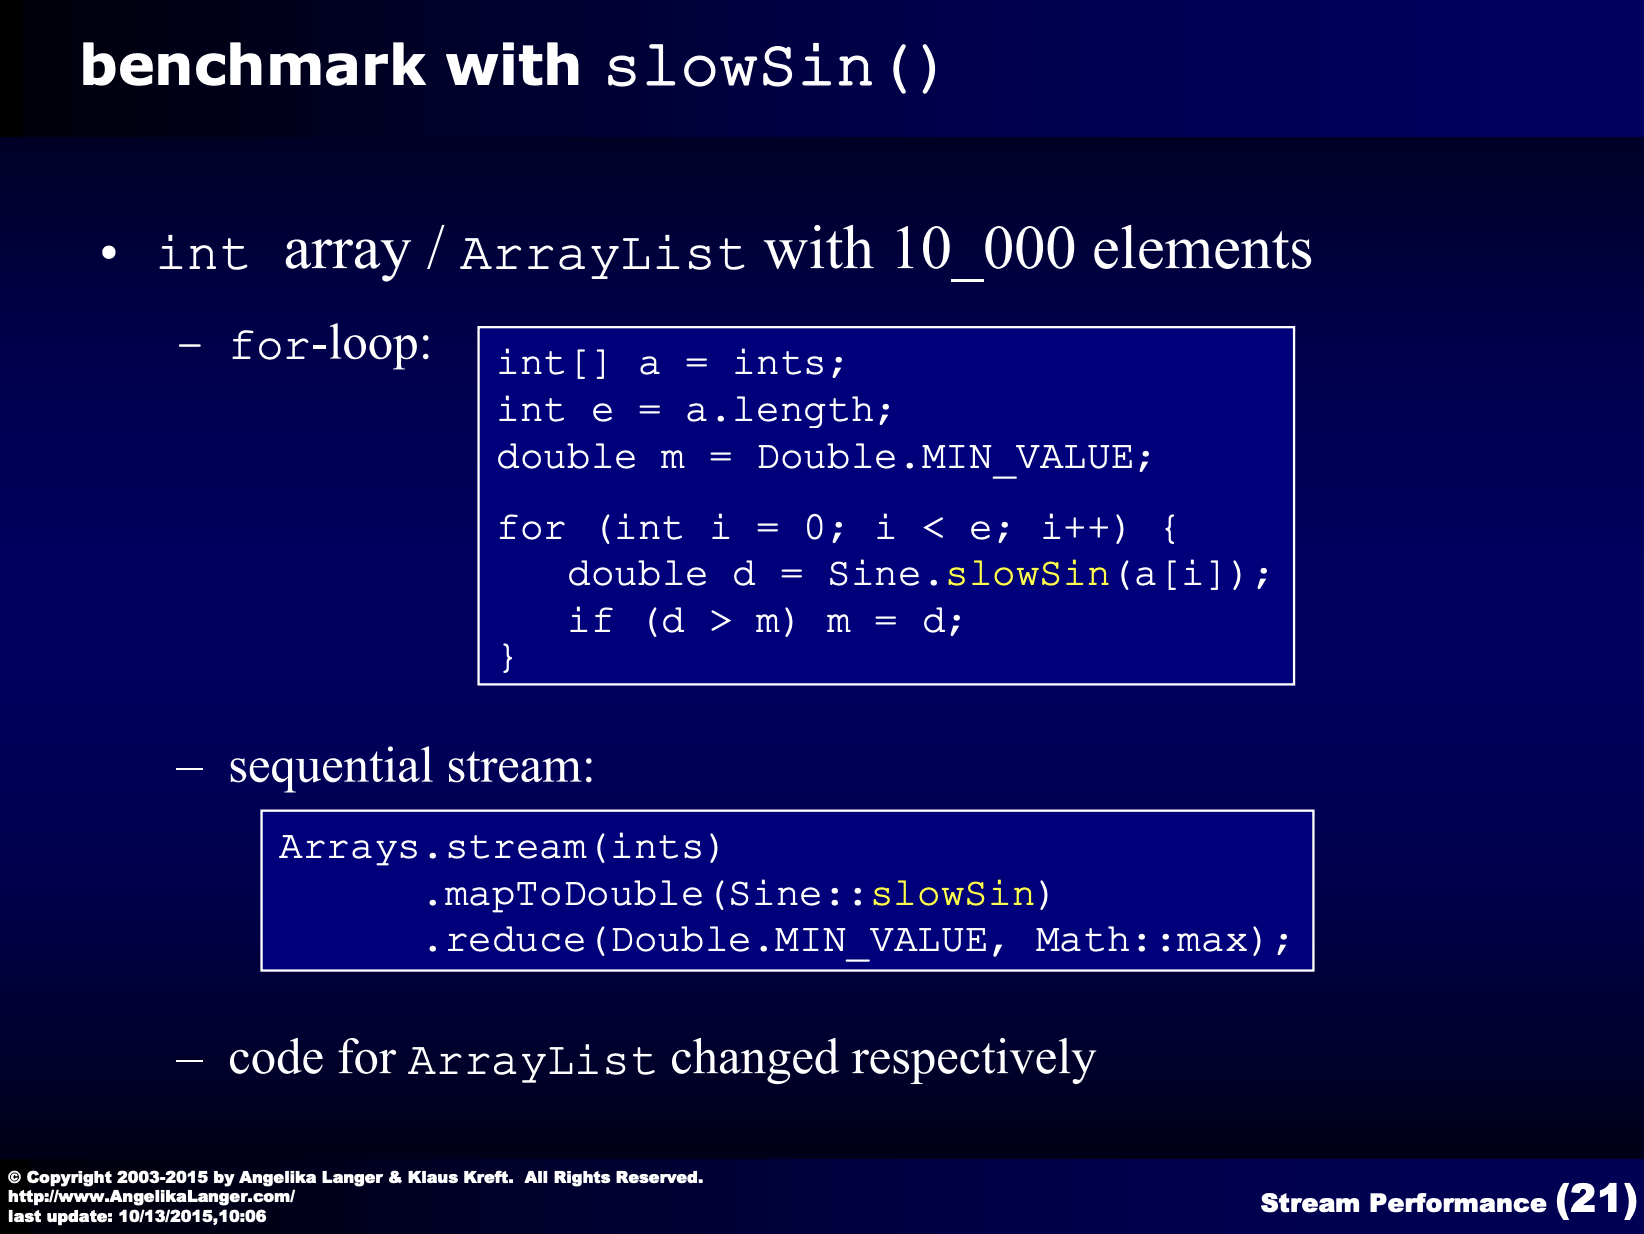 benchmark with slowSin()
• int array / ArrayList with 10_000 elements
– for-loop:
int[] a = ints;
int e = a.length;
double m = Double.MIN_VALUE;
for (int i = 0; i < e; i++) {
double d = Sine.slowSin(a[i]);
if (d > m) m = d;
}
– sequential stream:
Arrays.stream(ints)
.mapToDouble(Sine::slowSin)
.reduce(Double.MIN_VALUE, Math::max);
– code for ArrayList changed respectively
© Copyright 2003-2015 by Angelika Langer & Klaus Kreft. All Rights Reserved.
http://www.AngelikaLanger.com/
last update: 10/13/2015,10:06
Stream Performance (21)